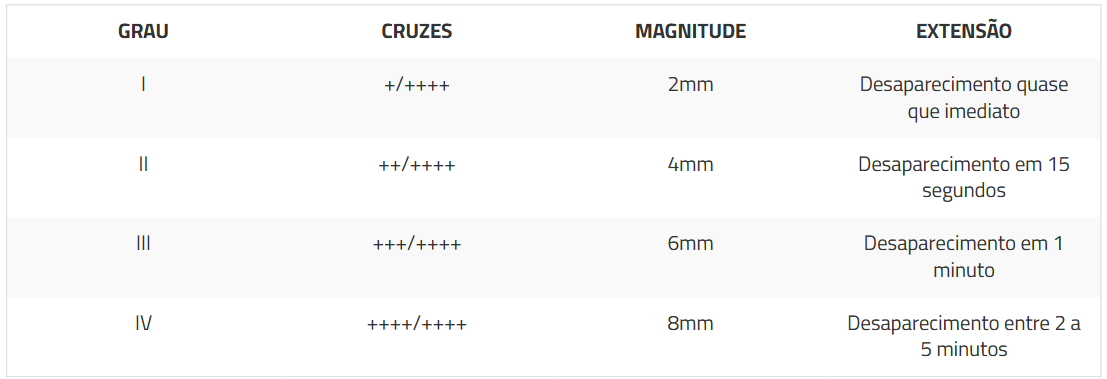 GRAU CRUZES MAGNITUDE EXTENSÃO
I +/++++ 2mm Desaparecimento quase
que imediato
II ++/++++ 4mm Desaparecimento em 15
segundos
III +++/++++ 6mm Desaparecimento em 1
minuto
IV ++++/++++ 8mm Desaparecimento entre 2 a
5 minutos